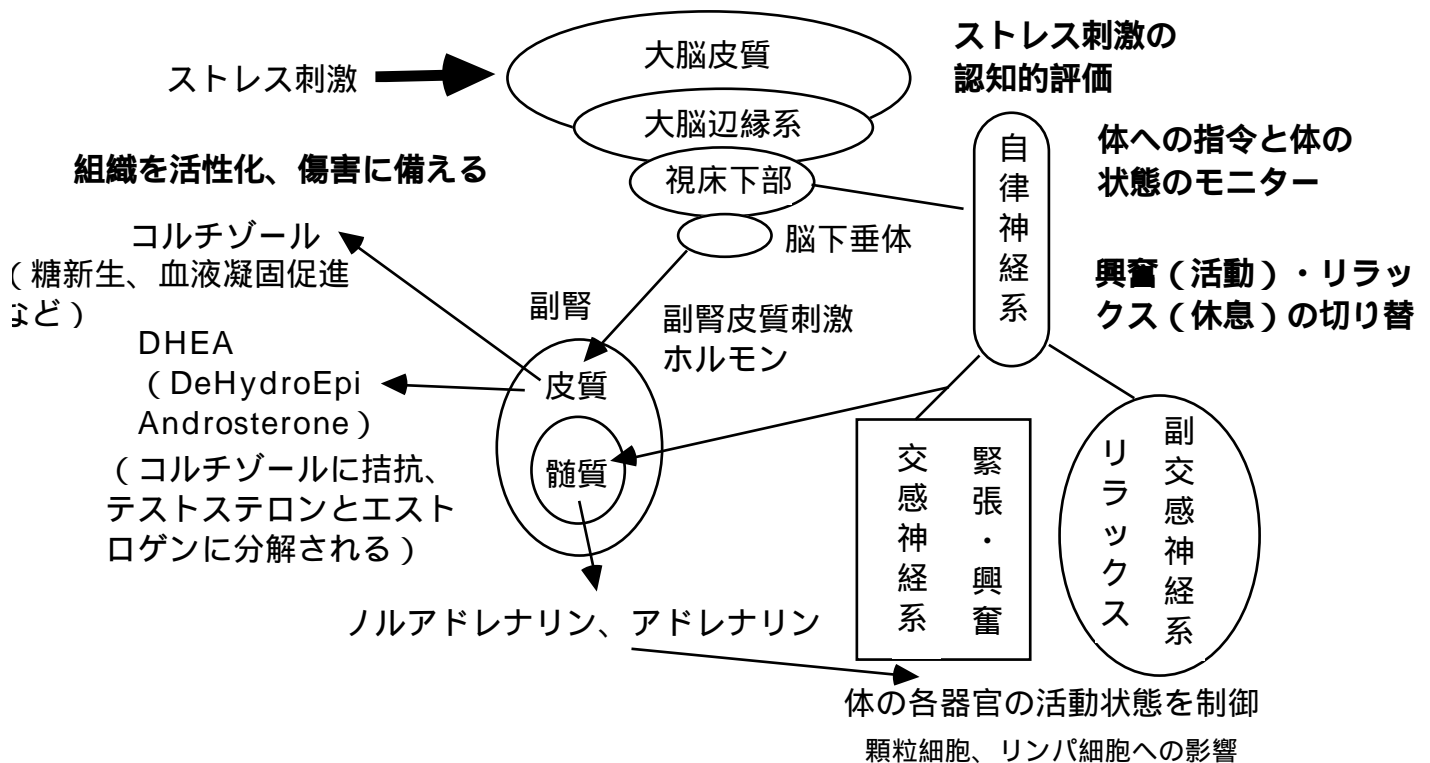 ストレス刺激
大脳皮質
大脳辺縁系
視床下部
脳下垂体
ストレス刺激の
認知的評価
自律神経系
体への指令と体の
状態のモニター
興奮（活動）・リラッ
クス（休息）の切り替
組織を活性化、傷害に備える
コルチゾール
（糖新生、血液凝固促進
など）
DHEA
（DeHydroEpi
Androsterone）
（コルチゾールに拮抗、
テストステロンとエスト
ロゲンに分解される）
副腎
副腎皮質刺激
ホルモン
皮質
髄質
ノルアドレナリン、アドレナリン
緊張・興奮
交感神経系
副交感神経系
リラックス
体の各器官の活動状態を制御
顆粒細胞、リンパ細胞への影響